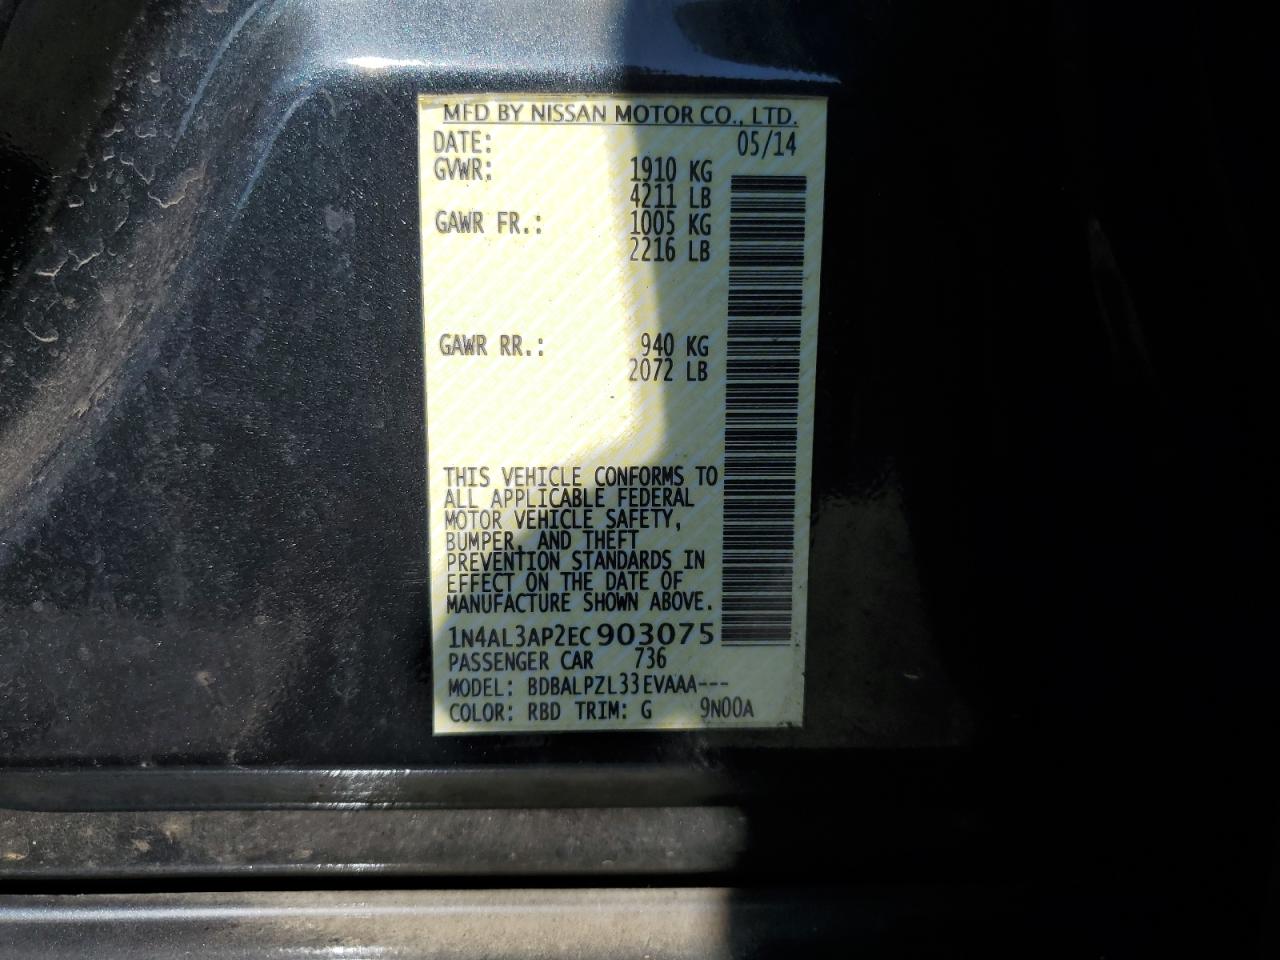 MFD BY NISSAN MOTOR CO., LTD.
DATE: 05/14
GVWR: 1910 KG
4211 LB
GAWR FR.: 1005 KG
2216 LB
GAWR RR.: 940 KG
2072 LB
THIS VEHICLE CONFORMS TO
ALL APPLICABLE FEDERAL
MOTOR VEHICLE SAFETY,
BUMPER, AND THEFT
PREVENTION STANDARDS IN
EFFECT ON THE DATE OF
MANUFACTURE SHOWN ABOVE.
1N4AL3AP2EC903075
PASSENGER CAR 736
MODEL: BDBALPZL33EVAAA---
COLOR: RBD TRIM: G 9N00A